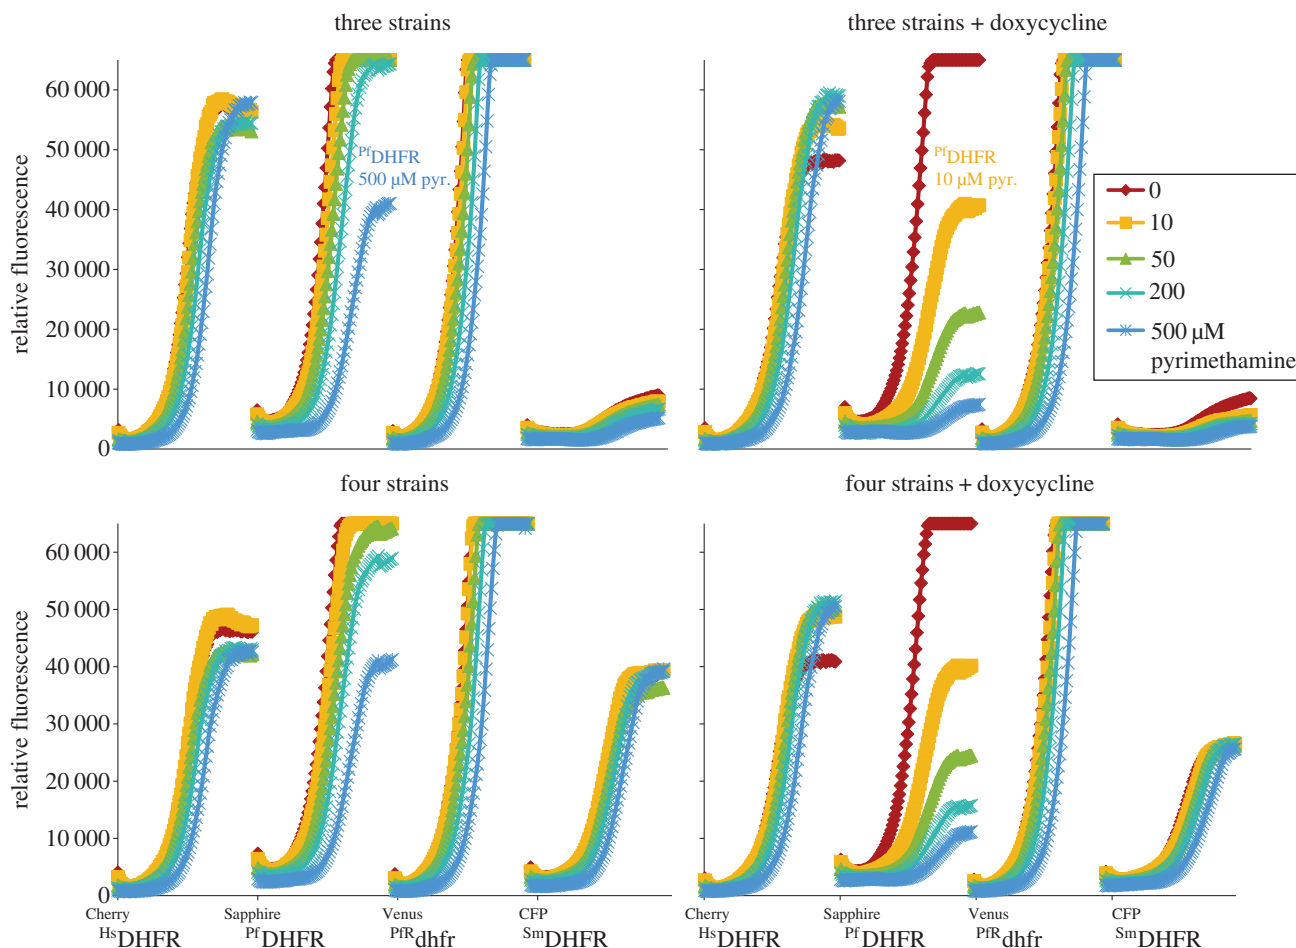 three strains
three strains + doxycycline
relative fluorescence
60 000
50 000
40 000
30 000
20 000
10 000
0
PfDHFR
500 µM pyr.
PfDHFR
10 µM pyr.
0
10
50
200
500 µM
pyrimethamine
four strains
four strains + doxycycline
relative fluorescence
60 000
50 000
40 000
30 000
20 000
10 000
0
Cherry
HsDHFR
Sapphire
PfDHFR
Venus
PfRdhfr
CFP
SmDHFR
Cherry
HsDHFR
Sapphire
Pf DHFR
Venus
PfRdhfr
CFP
SmDHFR